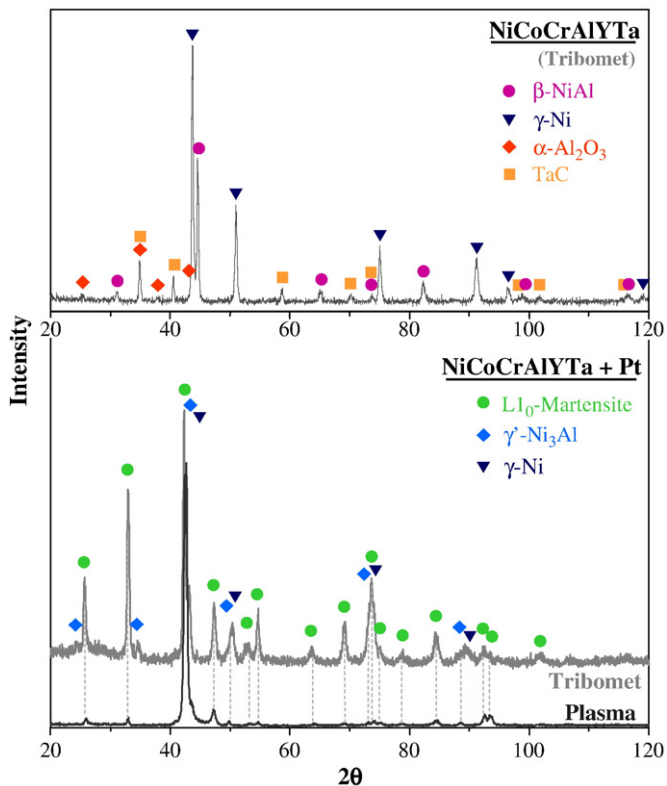 NiCoCrAlYTa
(Tribomet)
β-NiAl
γ-Ni
α-Al₂O₃
TaC
20 40 60 80 100 120
Intensity
NiCoCrAlYTa + Pt
L1₀-Martensite
γ'-Ni₃Al
γ-Ni
Tribomet
Plasma
20 40 60 80 100 120
2θ